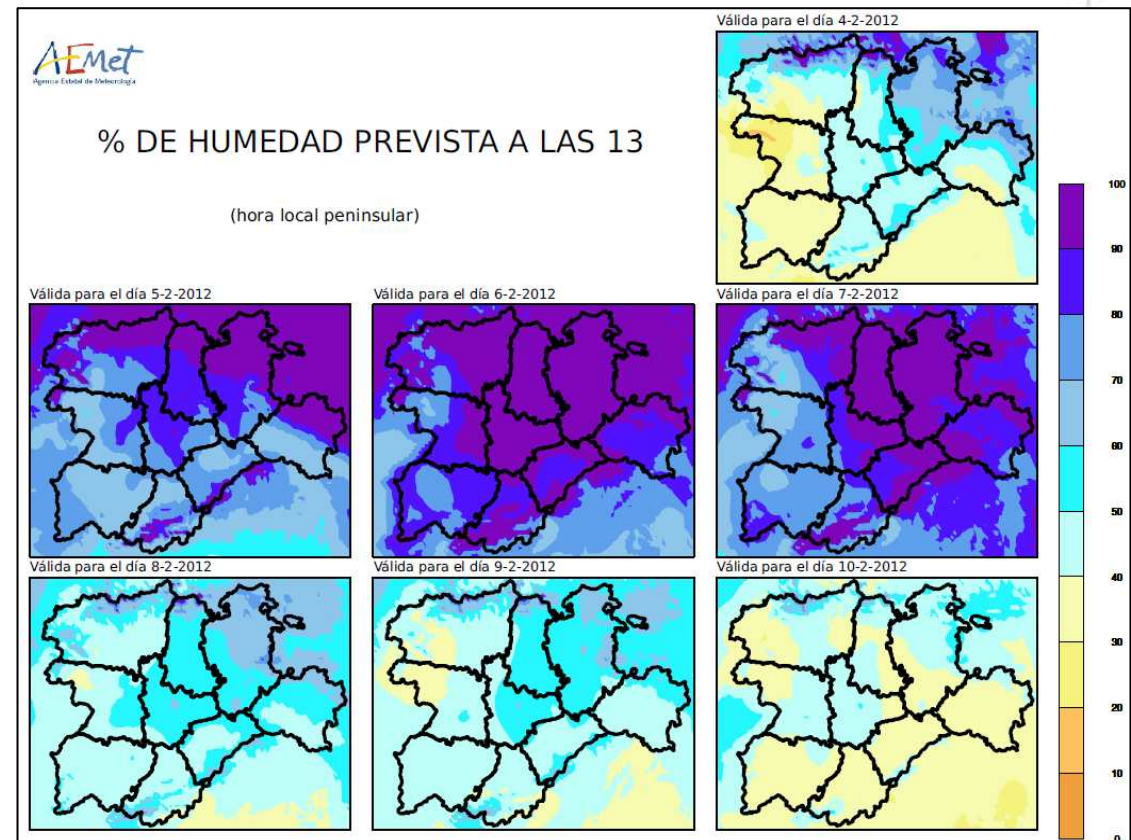 AEMet
Agencia Estatal de Meteorología
% DE HUMEDAD PREVISTA A LAS 13
(hora local peninsular)
Válida para el día 4-2-2012
Válida para el día 5-2-2012
Válida para el día 6-2-2012
Válida para el día 7-2-2012
Válida para el día 8-2-2012
Válida para el día 9-2-2012
Válida para el día 10-2-2012
100
90
80
70
60
50
40
30
20
10
0